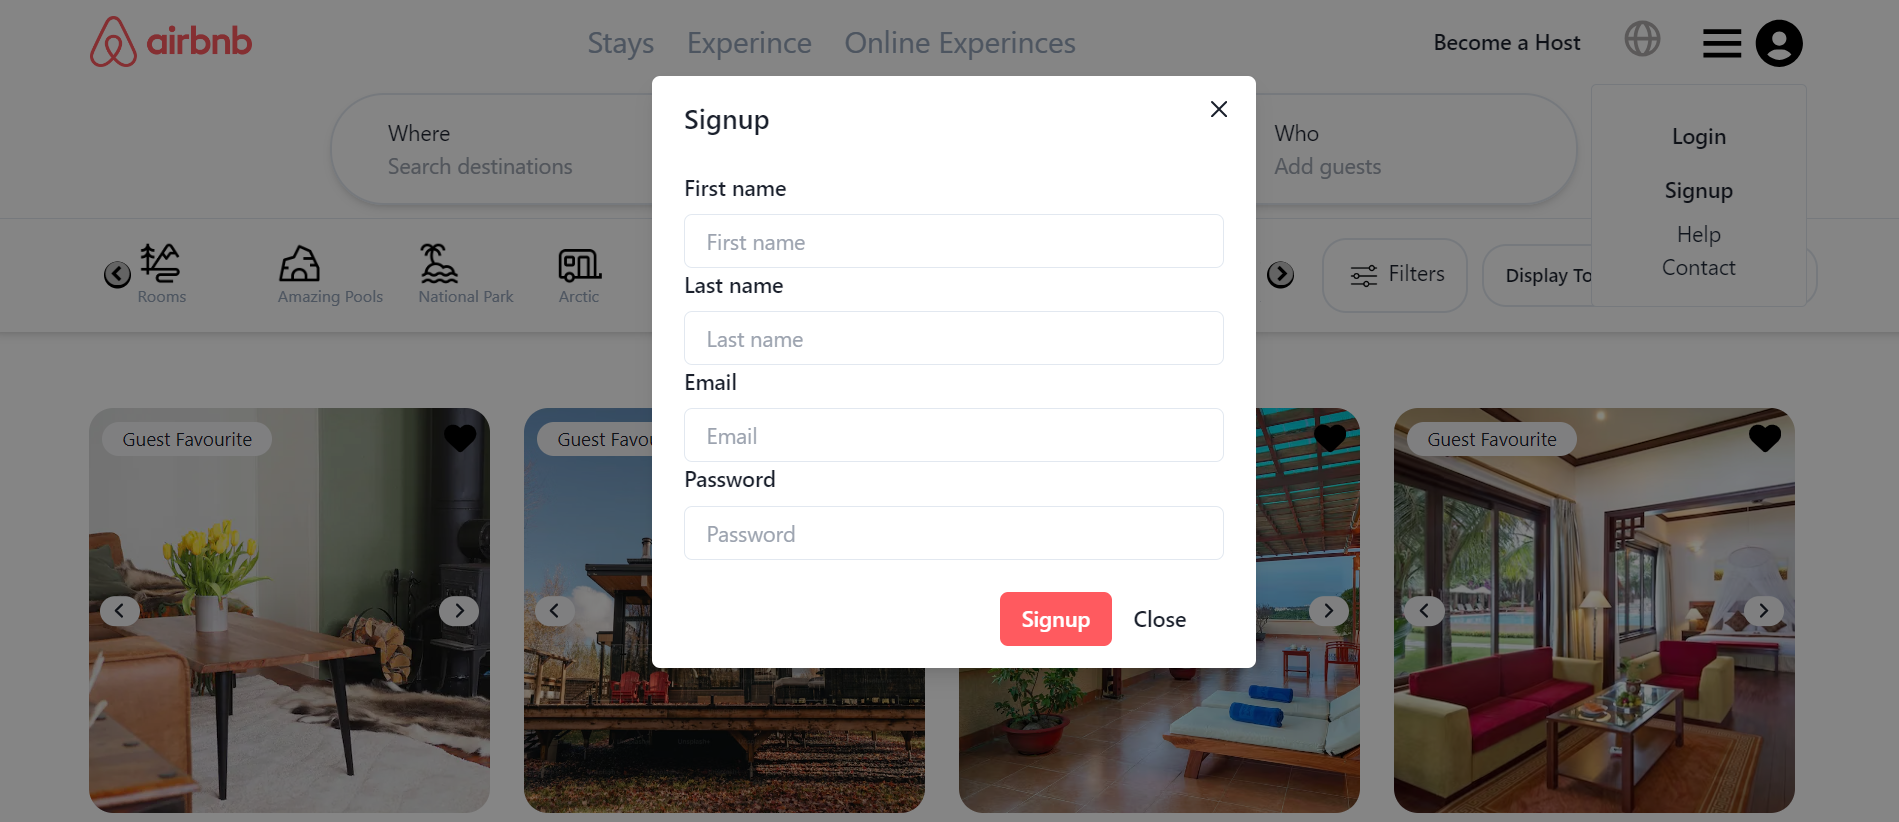 airbnb
Stays Experince Online Experinces
Become a Host
Where
Search destinations
Who
Add guests
Login
Signup
Help
Contact
Rooms
Amazing Pools
National Park
Arctic
Filters
Display To
Signup
First name
First name
Last name
Last name
Email
Email
Password
Password
Signup Close
Guest Favourite
Guest Favou
Guest Favourite